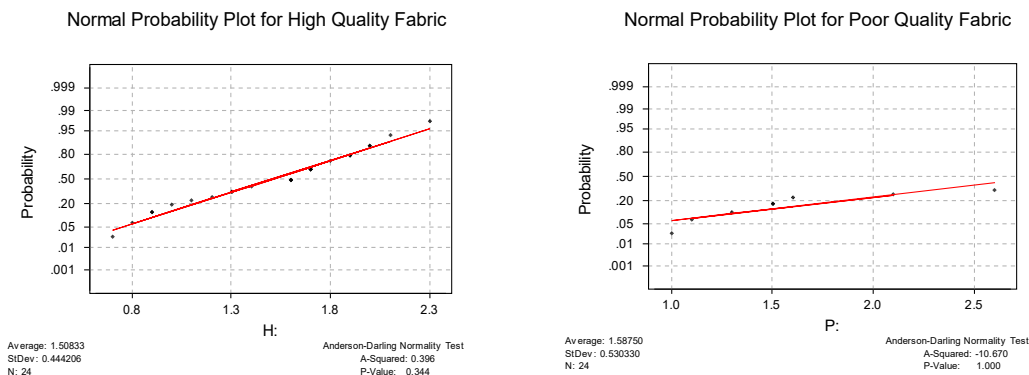 Normal Probability Plot for High Quality Fabric
.999
.99
.95
.80
.50
.20
.05
.01
.001
Probability
0.8 1.3 1.8 2.3
H:
Average: 1.50833
StDev: 0.444206
N: 24
Anderson-Darling Normality Test
A-Squared: 0.396
P-Value: 0.344
Normal Probability Plot for Poor Quality Fabric
.999
.99
.95
.80
.50
.20
.05
.01
.001
Probability
1.0 1.5 2.0 2.5
P:
Average: 1.58750
StDev: 0.530330
N: 24
Anderson-Darling Normality Test
A-Squared: -10.670
P-Value: 1.000